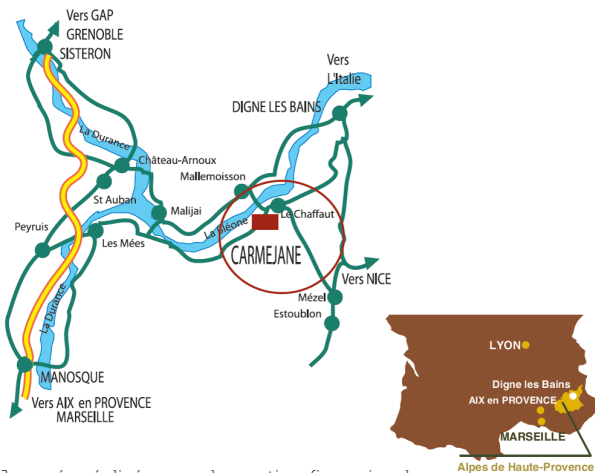 Vers GAP
GRENOBLE
SISTERON
Vers
L'Italie
DIGNE LES BAINS
La Durance
Château-Arnoux
Mallemoisson
St Auban
Malijai
Le Chaffaut
La Bléone
Peyruis
Les Mées
CARMEJANE
Vers NICE
Mézel
Estoublon
La Durance
MANOSQUE
Vers AIX en PROVENCE
MARSEILLE
LYON
Digne les Bains
AIX en PROVENCE
MARSEILLE
Alpes de Haute-Provence